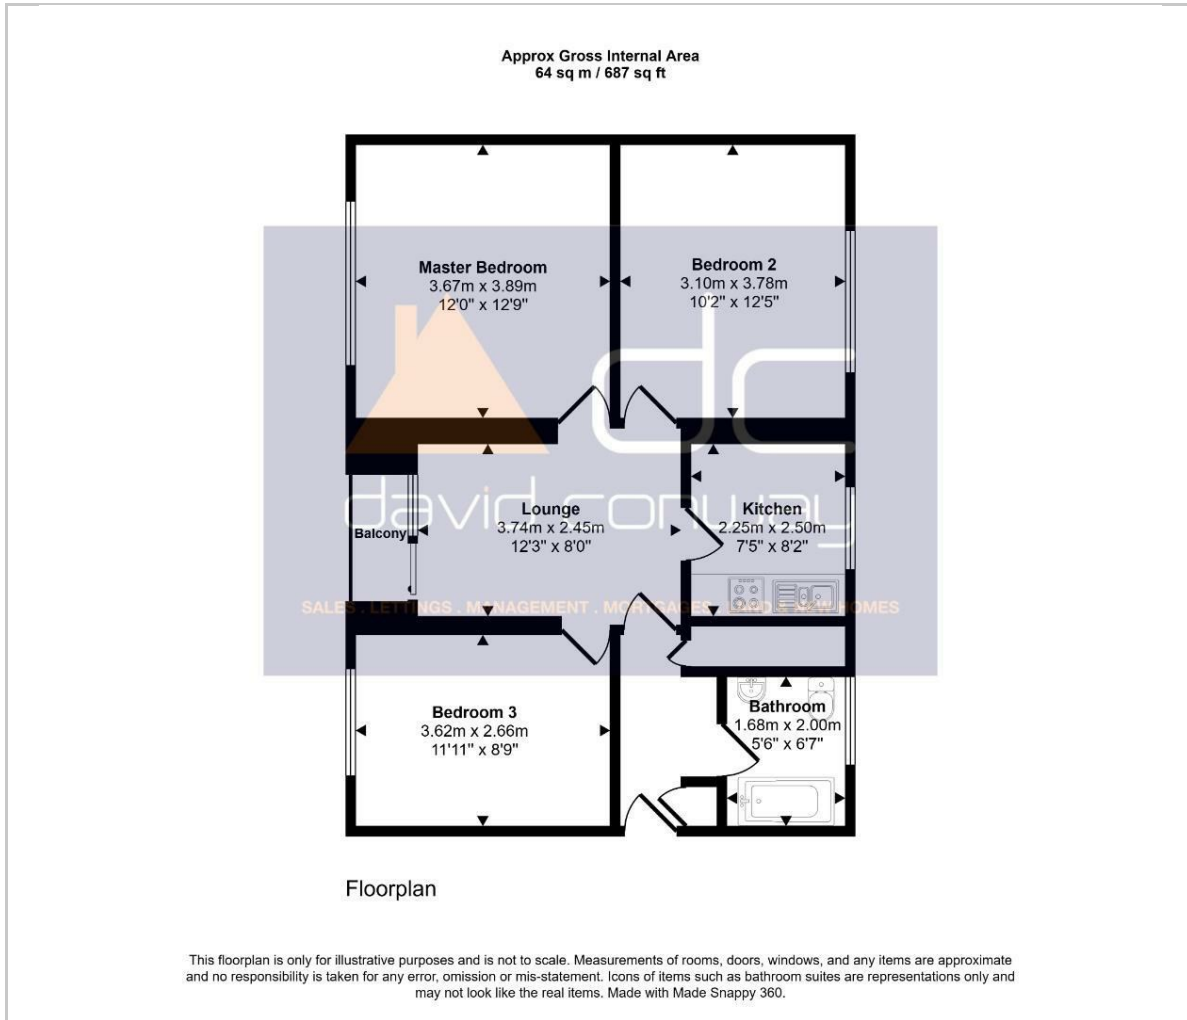 Approx Gross Internal Area
64 sq m / 687 sq ft
Master Bedroom
3.67m x 3.89m
12'0" x 12'9"
Bedroom 2
3.10m x 3.78m
10'2" x 12'5"
dc
david conway
Balcony
Lounge
3.74m x 2.45m
12'3" x 8'0"
Kitchen
2.25m x 2.50m
7'5" x 8'2"
SALES . LETTINGS . MANAGEMENT . MORTGAGES . LAND & NEW HOMES
Bedroom 3
3.62m x 2.66m
11'11" x 8'9"
Bathroom
1.68m x 2.00m
5'6" x 6'7"
Floorplan
This floorplan is only for illustrative purposes and is not to scale. Measurements of rooms, doors, windows, and any items are approximate
and no responsibility is taken for any error, omission or mis-statement. Icons of items such as bathroom suites are representations only and
may not look like the real items. Made with Made Snappy 360.